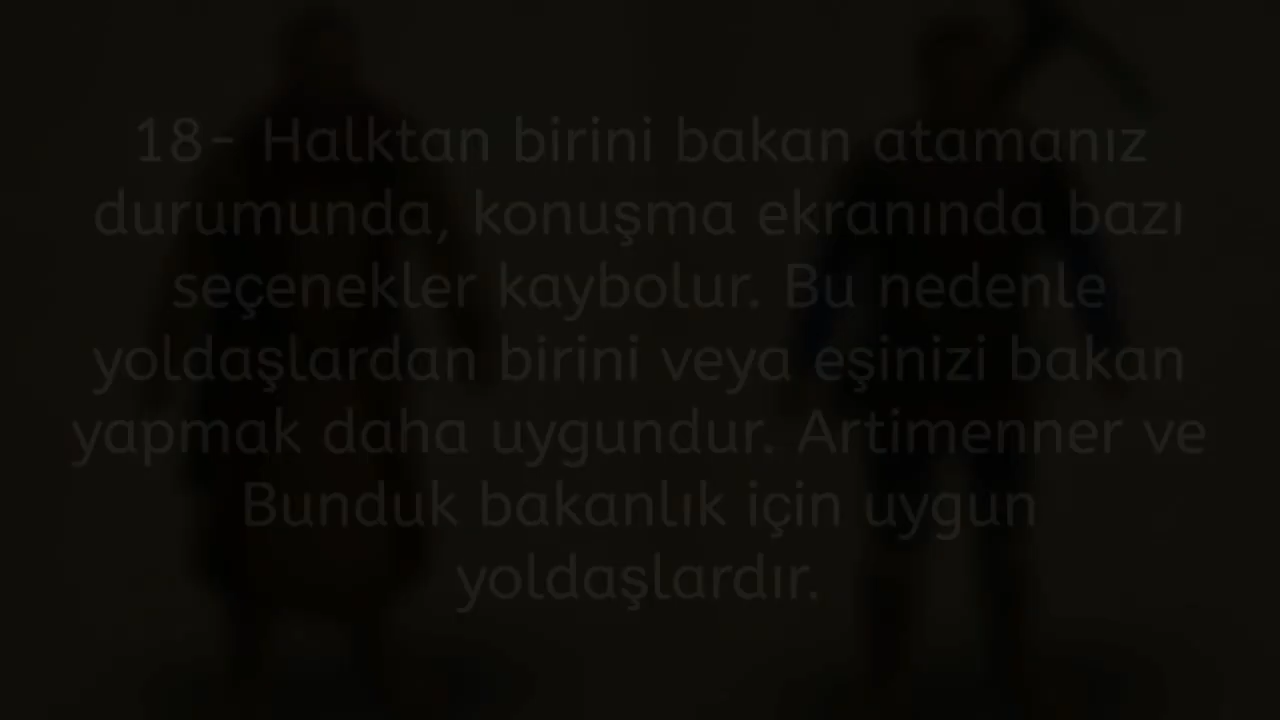 18- Halktan birini bakan atamanız
durumunda, konuşma ekranında bazı
seçenekler kaybolur. Bu nedenle
yoldaşlardan birini veya eşinizi bakan
yapmak daha uygundur. Artimenner ve
Bunduk bakanlık için uygun
yoldaşlardır.